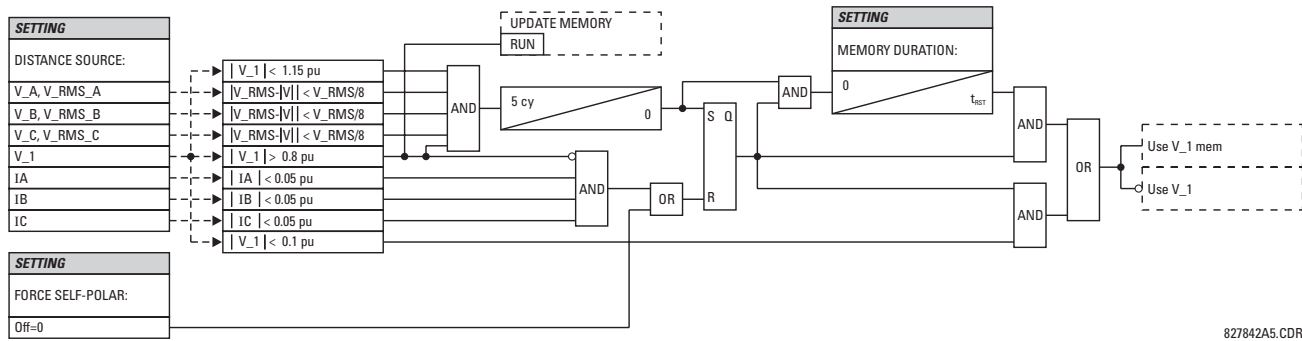 SETTING
DISTANCE SOURCE:
V_A, V_RMS_A
V_B, V_RMS_B
V_C, V_RMS_C
V_1
IA
IB
IC
SETTING
FORCE SELF-POLAR:
Off=0
| V_1 | < 1.15 pu
|V_RMS-|V|| < V_RMS/8
|V_RMS-|V|| < V_RMS/8
|V_RMS-|V|| < V_RMS/8
| V_1 | > 0.8 pu
| IA | < 0.05 pu
| IB | < 0.05 pu
| IC | < 0.05 pu
| V_1 | < 0.1 pu
AND
UPDATE MEMORY
RUN
5 cy
0
AND
OR
S Q
R
AND
SETTING
MEMORY DURATION:
0
tRST
AND
AND
OR
Use V_1 mem
Use V_1
827842A5.CDR